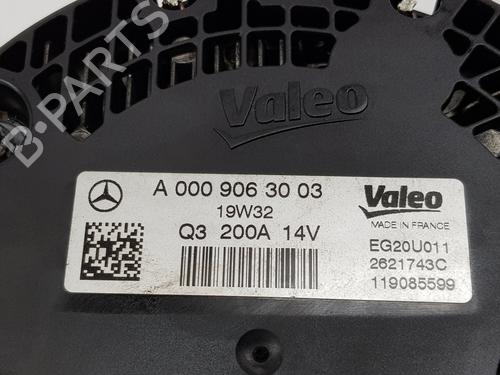 Valeo
B-PARTS
A 000 906 30 03
19W32
Q3 200A 14V
Valeo
MADE IN FRANCE
EG20U011
2621743C
119085599